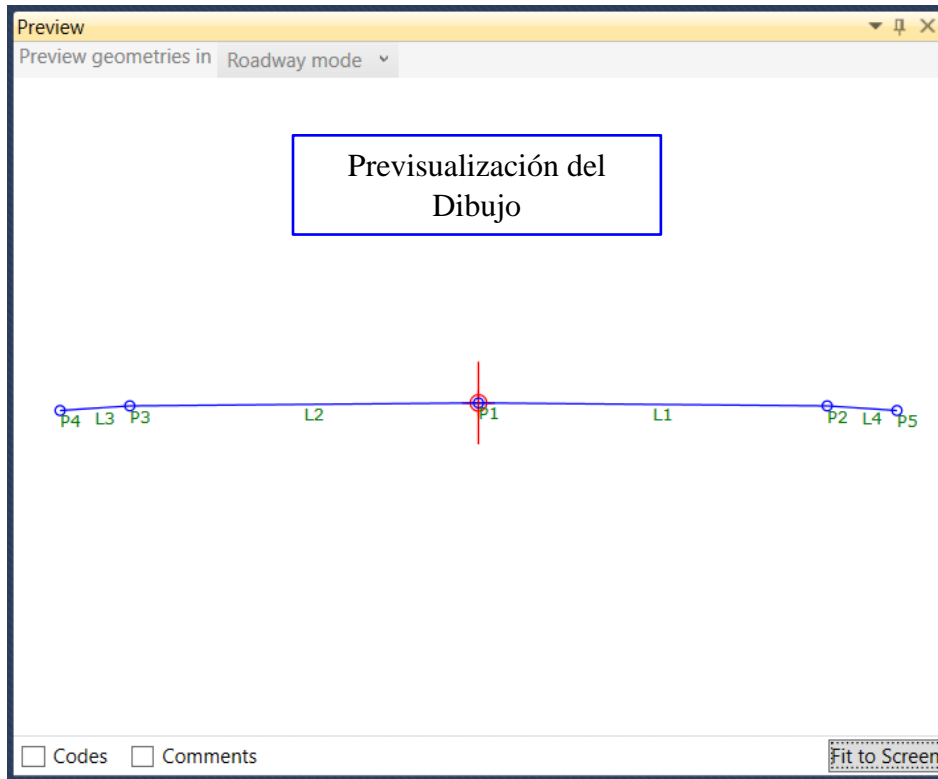 Preview
Preview geometries in Roadway mode
Previsualización del
Dibujo
P4 L3 P3 L2 P1 L1 P2 L4 P5
Codes Comments Fit to Screen